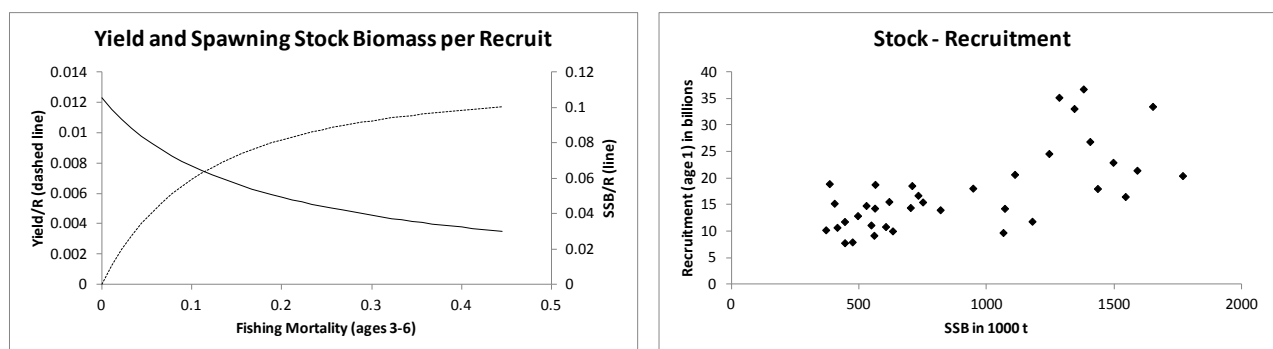 Yield and Spawning Stock Biomass per Recruit
0.014
0.012
0.01
0.008
0.006
0.004
0.002
0
Yield/R (dashed line)
0.12
0.1
0.08
0.06
0.04
0.02
0
SSB/R (line)
0 0.1 0.2 0.3 0.4 0.5
Fishing Mortality (ages 3-6)
Stock - Recruitment
40
35
30
25
20
15
10
5
0
Recruitment (age 1) in billions
0 500 1000 1500 2000
SSB in 1000 t